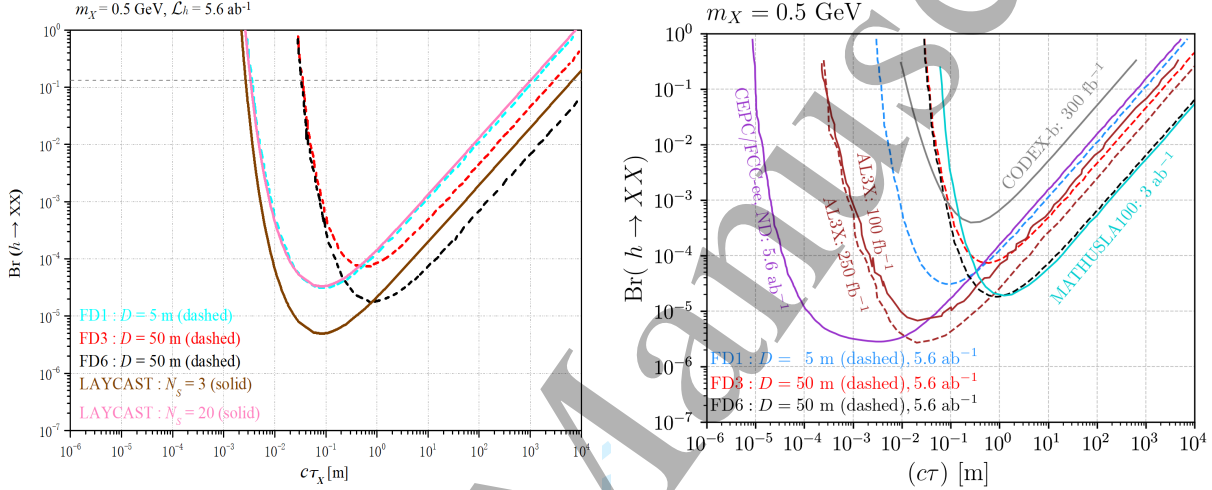 m_X = 0.5 GeV, ℒ_h = 5.6 ab⁻¹
Br (h → XX)
10⁰
10⁻¹
10⁻²
10⁻³
10⁻⁴
10⁻⁵
10⁻⁶
10⁻⁷
FD1 : D = 5 m (dashed)
FD3 : D = 50 m (dashed)
FD6 : D = 50 m (dashed)
LAYCAST : N_S = 3 (solid)
LAYCAST : N_S = 20 (solid)
10⁻⁶ 10⁻⁵ 10⁻⁴ 10⁻³ 10⁻² 10⁻¹ 10⁰ 10¹ 10² 10³ 10⁴
cτ_X [m]
m_X = 0.5 GeV
Br( h → XX)
10⁰
10⁻¹
10⁻²
10⁻³
10⁻⁴
10⁻⁵
10⁻⁶
10⁻⁷
CEPC/FCC-ee ND: 5.6 ab⁻¹
AL3X: 100 fb⁻¹
AL3X: 250 fb⁻¹
CODEX-b: 300 fb⁻¹
MATHUSLA100: 3 ab⁻¹
FD1 : D = 5 m (dashed), 5.6 ab⁻¹
FD3 : D = 50 m (dashed), 5.6 ab⁻¹
FD6 : D = 50 m (dashed), 5.6 ab⁻¹
10⁻⁶ 10⁻⁵ 10⁻⁴ 10⁻³ 10⁻² 10⁻¹ 10⁰ 10¹ 10² 10³ 10⁴
(cτ) [m]
Manusc